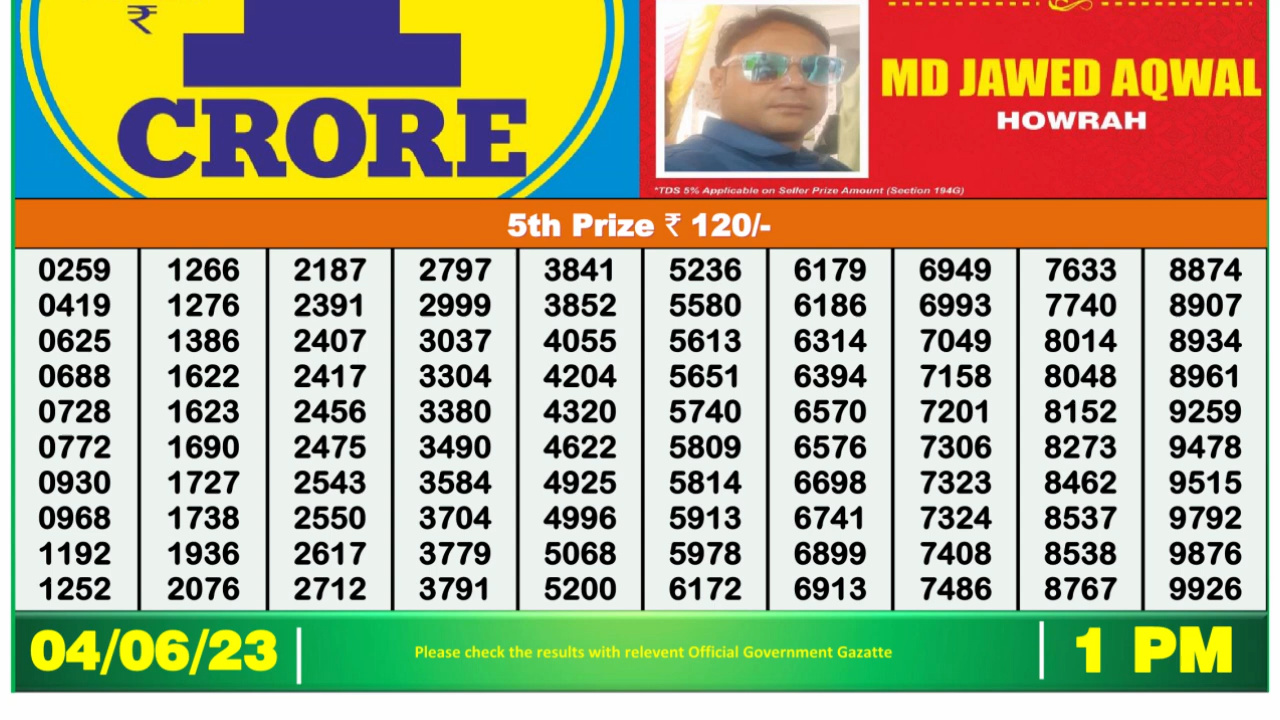 ₹
1
CRORE
MD JAWED AQWAL
HOWRAH
*TDS 5% Applicable on Seller Prize Amount (Section 194G)
5th Prize ₹ 120/-
0259 1266 2187 2797 3841 5236 6179 6949 7633 8874
0419 1276 2391 2999 3852 5580 6186 6993 7740 8907
0625 1386 2407 3037 4055 5613 6314 7049 8014 8934
0688 1622 2417 3304 4204 5651 6394 7158 8048 8961
0728 1623 2456 3380 4320 5740 6570 7201 8152 9259
0772 1690 2475 3490 4622 5809 6576 7306 8273 9478
0930 1727 2543 3584 4925 5814 6698 7323 8462 9515
0968 1738 2550 3704 4996 5913 6741 7324 8537 9792
1192 1936 2617 3779 5068 5978 6899 7408 8538 9876
1252 2076 2712 3791 5200 6172 6913 7486 8767 9926
04/06/23 Please check the results with relevent Official Government Gazatte 1 PM